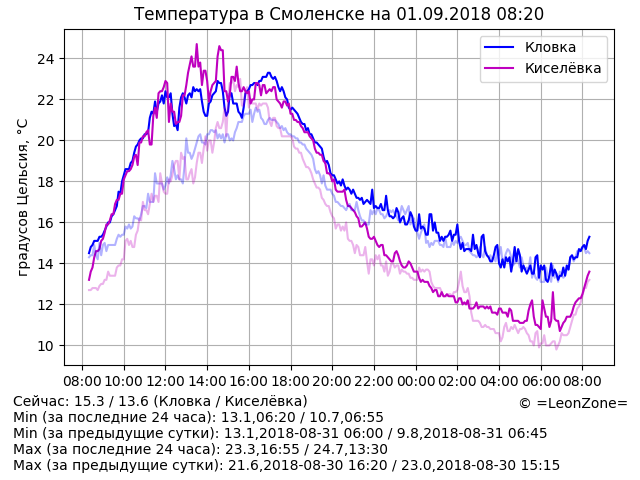 Температура в Смоленске на 01.09.2018 08:20
Кловка
Киселёвка
градусов Цельсия, °C
24
22
20
18
16
14
12
10
08:00 10:00 12:00 14:00 16:00 18:00 20:00 22:00 00:00 02:00 04:00 06:00 08:00
Сейчас: 15.3 / 13.6 (Кловка / Киселёвка)
© =LeonZone=
Min (за последние 24 часа): 13.1,06:20 / 10.7,06:55
Min (за предыдущие сутки): 13.1,2018-08-31 06:00 / 9.8,2018-08-31 06:45
Max (за последние 24 часа): 23.3,16:55 / 24.7,13:30
Max (за предыдущие сутки): 21.6,2018-08-30 16:20 / 23.0,2018-08-30 15:15